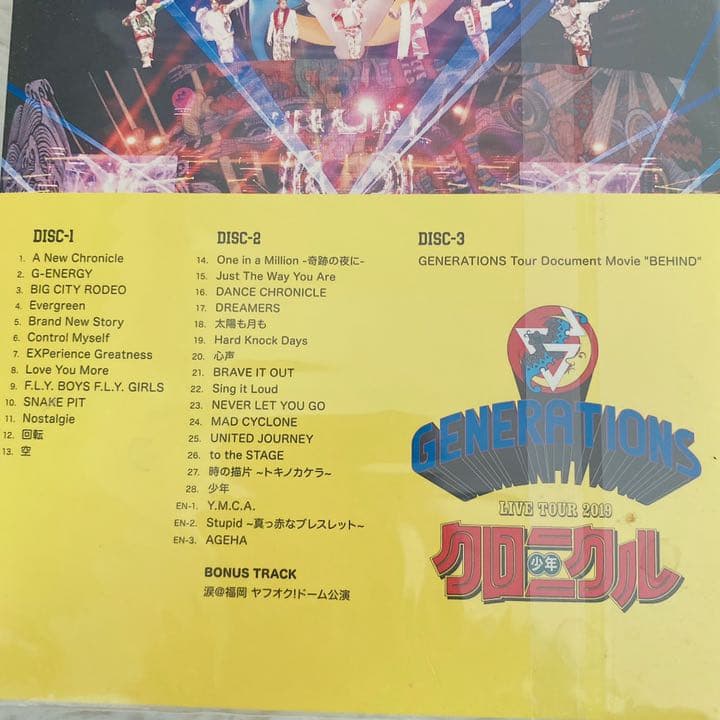 DISC-1
1. A New Chronicle
2. G-ENERGY
3. BIG CITY RODEO
4. Evergreen
5. Brand New Story
6. Control Myself
7. EXPerience Greatness
8. Love You More
9. F.L.Y. BOYS F.L.Y. GIRLS
10. SNAKE PIT
11. Nostalgie
12. 回転
13. 空
DISC-2
14. One in a Million -奇跡の夜に-
15. Just The Way You Are
16. DANCE CHRONICLE
17. DREAMERS
18. 太陽も月も
19. Hard Knock Days
20. 心声
21. BRAVE IT OUT
22. Sing it Loud
23. NEVER LET YOU GO
24. MAD CYCLONE
25. UNITED JOURNEY
26. to the STAGE
27. 時の描片 ~トキノカケラ~
28. 少年
EN-1. Y.M.C.A.
EN-2. Stupid ~真っ赤なブレスレット~
EN-3. AGEHA
BONUS TRACK
涙@福岡 ヤフオク!ドーム公演
DISC-3
GENERATIONS Tour Document Movie "BEHIND"
GENERATIONS
LIVE TOUR 2019
少年
クロニクル